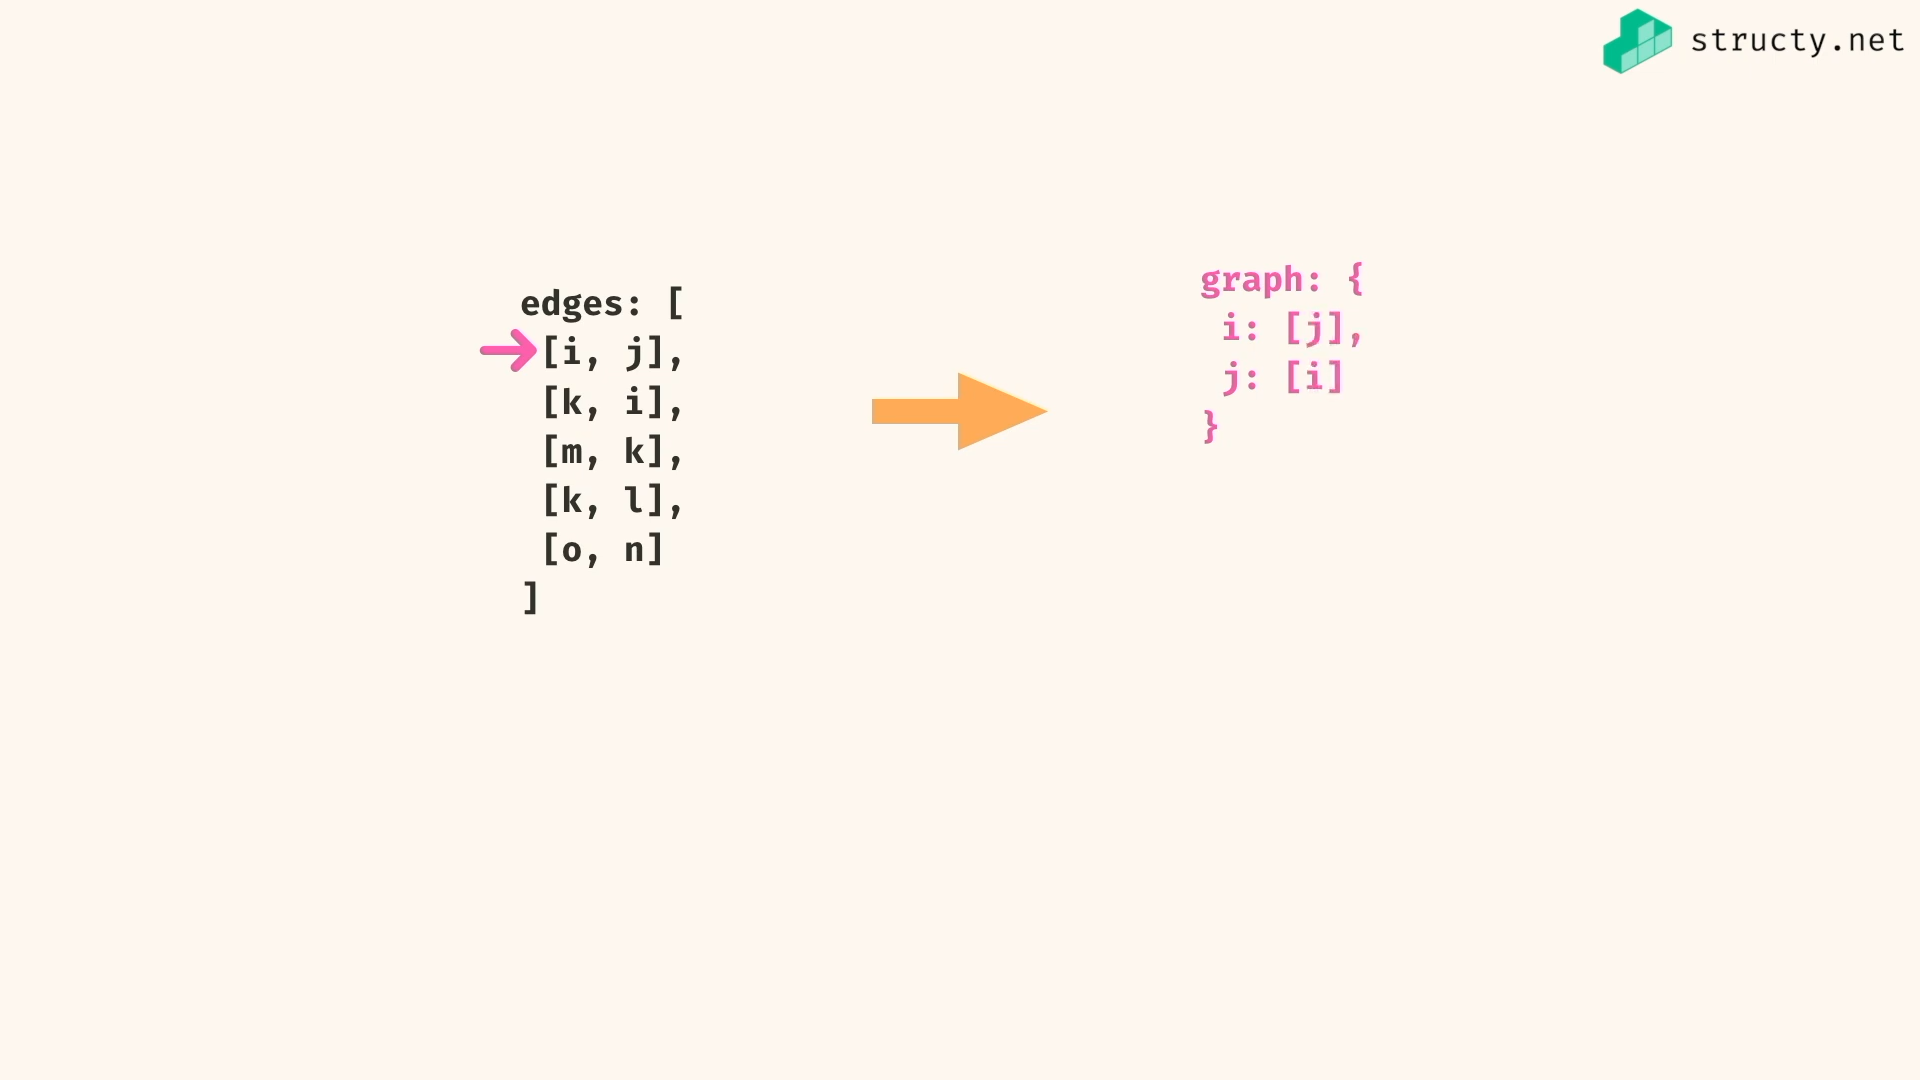 structy.net
edges: [
[i, j],
[k, i],
[m, k],
[k, l],
[o, n]
]
graph: {
i: [j],
j: [i]
}